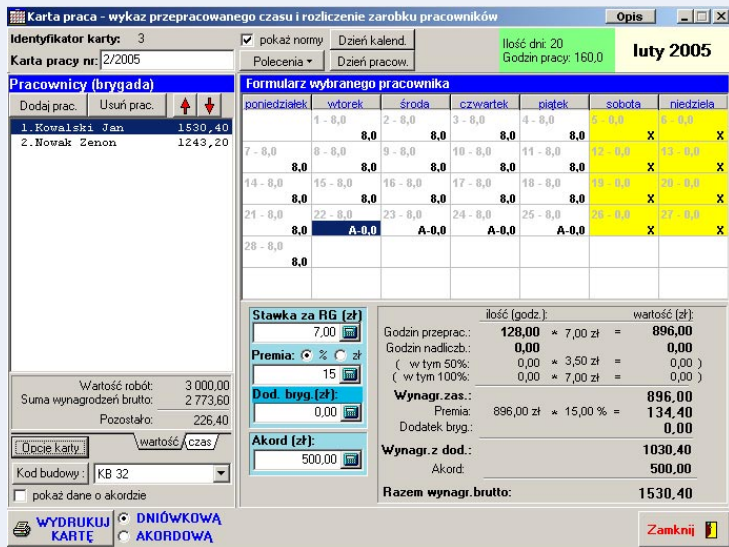 Karta praca - wykaz przepracowanego czasu i rozliczenie zarobku pracowników Opis
Identyfikator karty: 3
Karta pracy nr: 2/2005
pokaż normy Dzień kalend.
Polecenia Dzień pracow.
Ilość dni: 20
Godzin pracy: 160,0
luty 2005
Pracownicy (brygada)
Dodaj prac. Usuń prac.
1.Kowalski Jan 1530,40
2.Nowak Zenon 1243,20
Wartość robót: 3 000,00
Suma wynagrodzeń brutto: 2 773,60
Pozostało: 226,40
Opcje karty wartość czas
Kod budowy : KB 32
pokaż dane o akordzie
Formularz wybranego pracownika
poniedziałek wtorek środa czwartek piątek sobota niedziela
1 - 8,0 2 - 8,0 3 - 8,0 4 - 8,0 5 - 0,0 6 - 0,0
8,0 8,0 8,0 8,0 X X
7 - 8,0 8 - 8,0 9 - 8,0 10 - 8,0 11 - 8,0 12 - 0,0 13 - 0,0
8,0 8,0 8,0 8,0 8,0 X X
14 - 8,0 15 - 8,0 16 - 8,0 17 - 8,0 18 - 8,0 19 - 0,0 20 - 0,0
8,0 8,0 8,0 8,0 8,0 X X
21 - 8,0 22 - 8,0 23 - 8,0 24 - 8,0 25 - 8,0 26 - 0,0 27 - 0,0
8,0 A-0,0 A-0,0 A-0,0 A-0,0 X X
28 - 8,0
8,0
Stawka za RG (zł)
7,00
Premia: % zł
15
Dod. bryg.(zł):
0,00
Akord (zł):
500,00
ilość (godz.): wartość (zł):
Godzin przeprac.: 128,00 * 7,00 zł = 896,00
Godzin nadliczb.: 0,00 0,00
( w tym 50%: 0,00 * 3,50 zł = 0,00 )
( w tym 100%: 0,00 * 7,00 zł = 0,00 )
Wynagr.zas.: 896,00
Premia: 896,00 zł * 15,00 % = 134,40
Dodatek bryg.: 0,00
Wynagr.z dod.: 1030,40
Akord: 500,00
Razem wynagr.brutto: 1530,40
WYDRUKUJ KARTĘ
DNIÓWKOWĄ
AKORDOWĄ
Zamknij